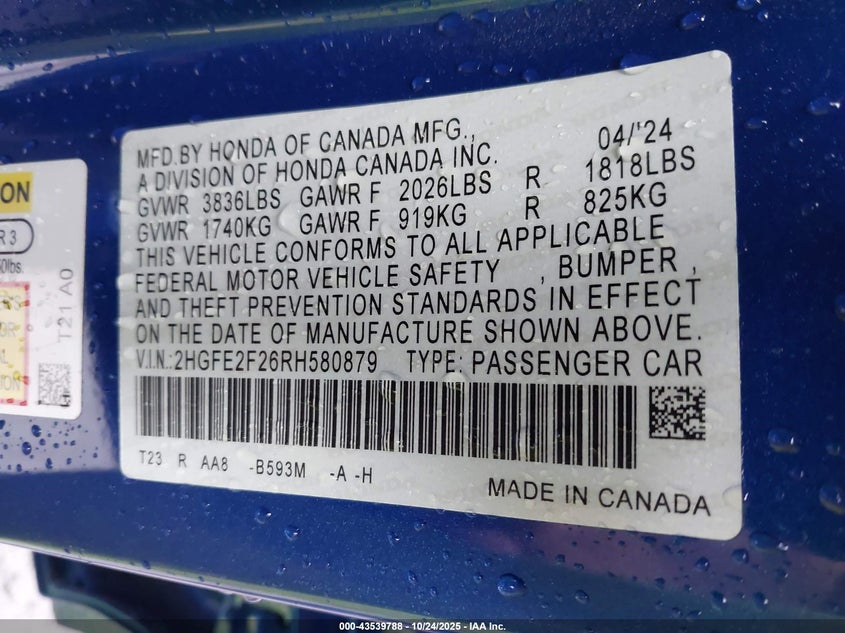 MFD.BY HONDA OF CANADA MFG., 04/'24
A DIVISION OF HONDA CANADA INC.
GVWR 3836LBS GAWR F 2026LBS R 1818LBS
GVWR 1740KG GAWR F 919KG R 825KG
THIS VEHICLE CONFORMS TO ALL APPLICABLE
FEDERAL MOTOR VEHICLE SAFETY , BUMPER ,
AND THEFT PREVENTION STANDARDS IN EFFECT
ON THE DATE OF MANUFACTURE SHOWN ABOVE.
V.I.N.:2HGFE2F26RH580879 TYPE: PASSENGER CAR
T23 R AA8 -B593M -A -H
MADE IN CANADA
ON
R 3
0lbs.
T21 A0
000-43539788 - 10/24/2025 - IAA Inc.